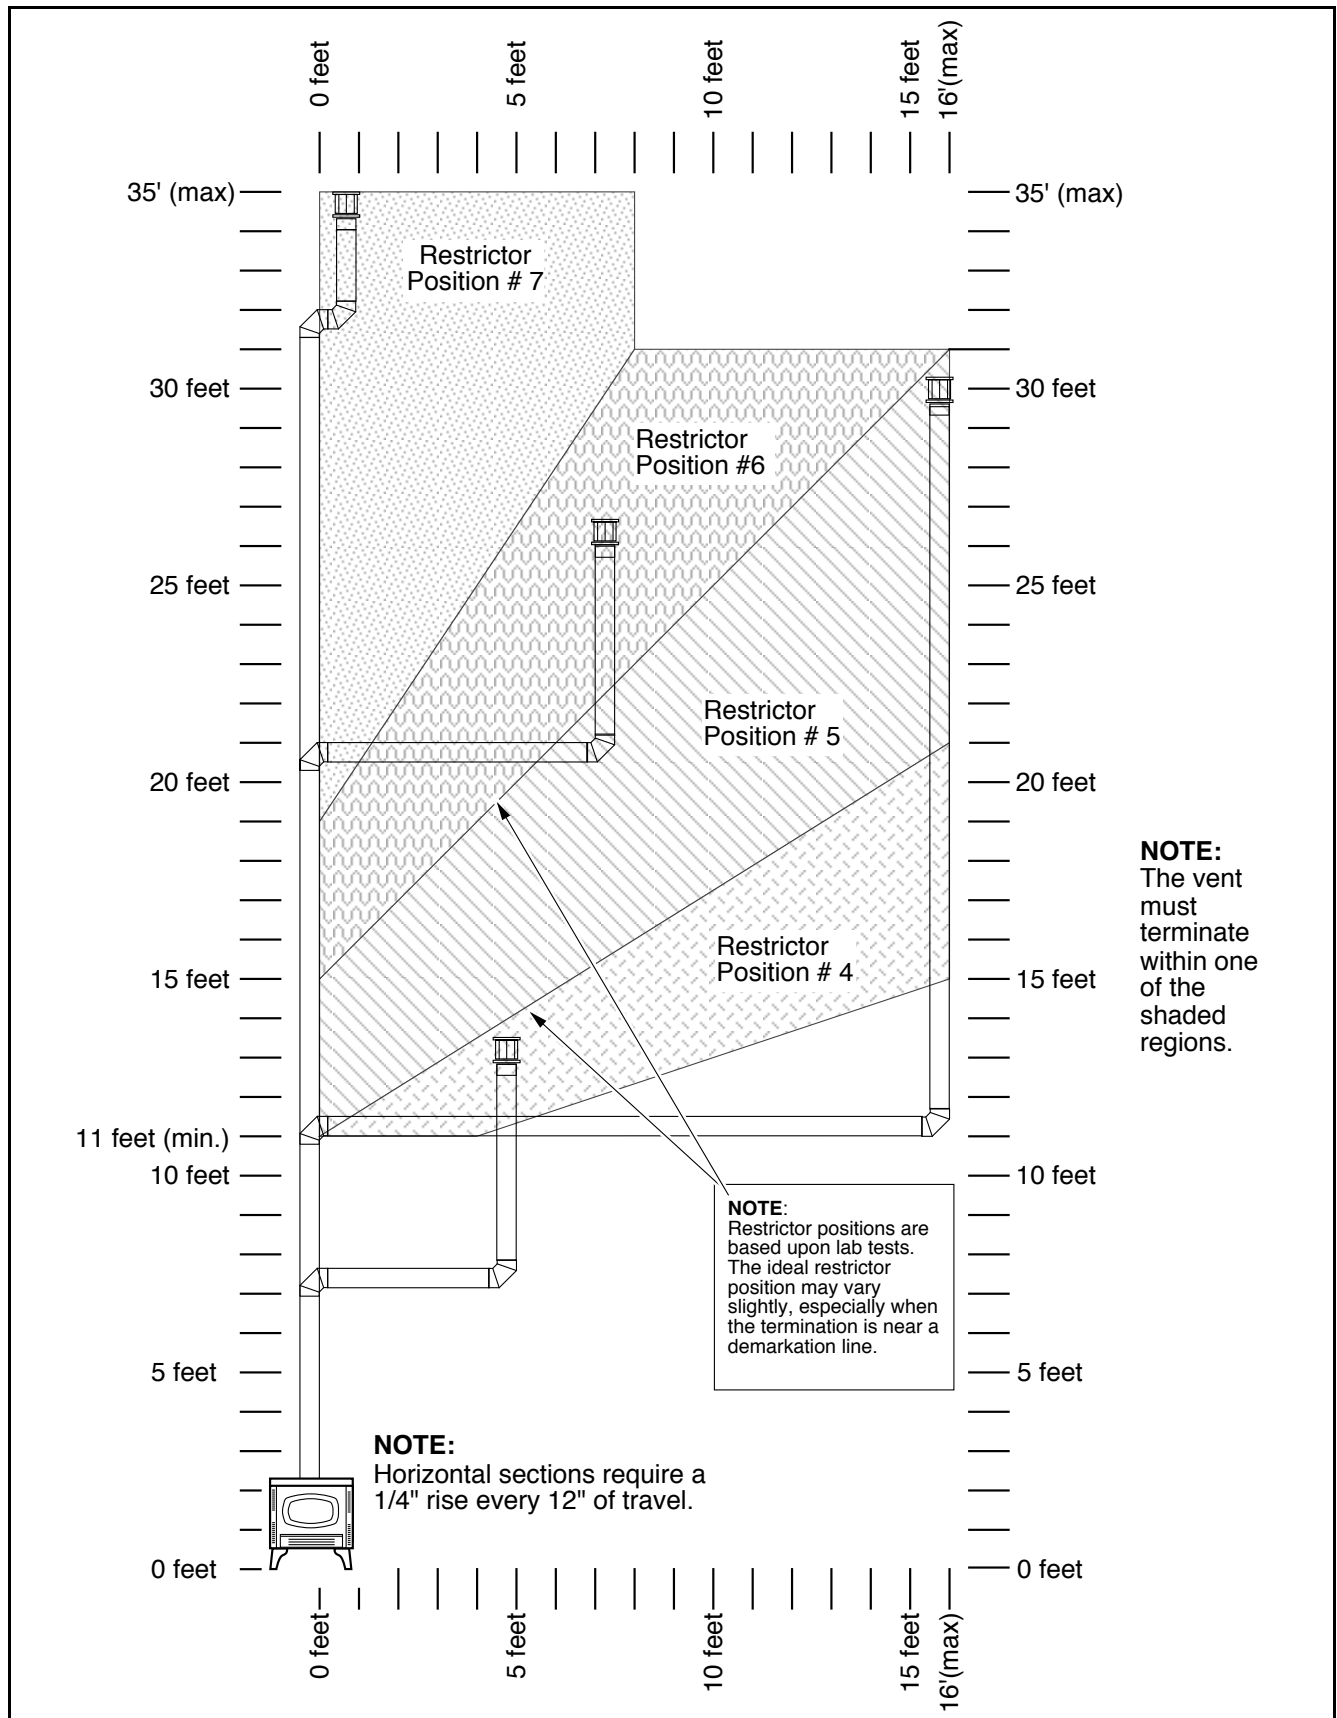 0 feet
5 feet
10 feet
15 feet
16'(max)
35' (max)
35' (max)
Restrictor
Position # 7
30 feet
30 feet
Restrictor
Position #6
25 feet
25 feet
Restrictor
Position # 5
20 feet
20 feet
NOTE:
The vent
must
terminate
within one
of the
shaded
regions.
Restrictor
Position # 4
15 feet
15 feet
11 feet (min.)
10 feet
10 feet
NOTE:
Restrictor positions are
based upon lab tests.
The ideal restrictor
position may vary
slightly, especially when
the termination is near a
demarkation line.
5 feet
5 feet
NOTE:
Horizontal sections require a
1/4" rise every 12" of travel.
0 feet
0 feet
0 feet
5 feet
10 feet
15 feet
16'(max)